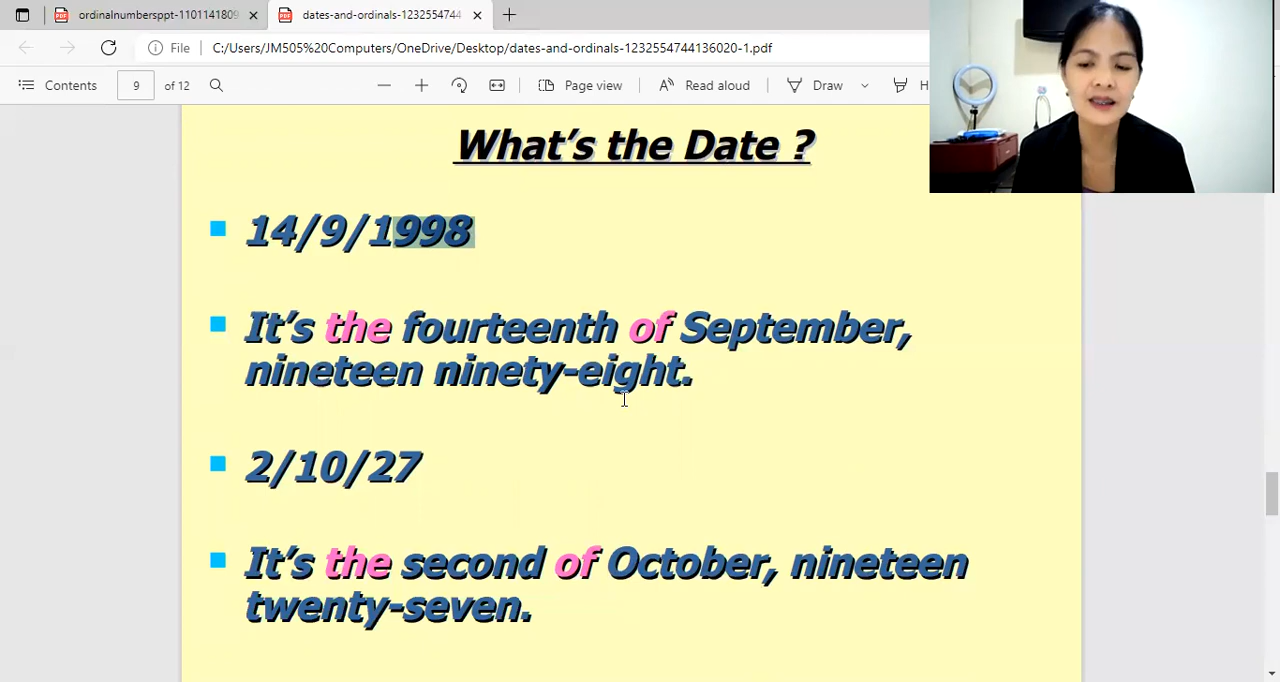 ordinalnumbersppt-1101141809
dates-and-ordinals-1232554744
File
C:/Users/JM505%20Computers/OneDrive/Desktop/dates-and-ordinals-1232554744136020-1.pdf
Contents
9
of 12
Page view
Read aloud
Draw
H
What's the Date ?
14/9/1998
It's the fourteenth of September,
nineteen ninety-eight.
2/10/27
It's the second of October, nineteen
twenty-seven.